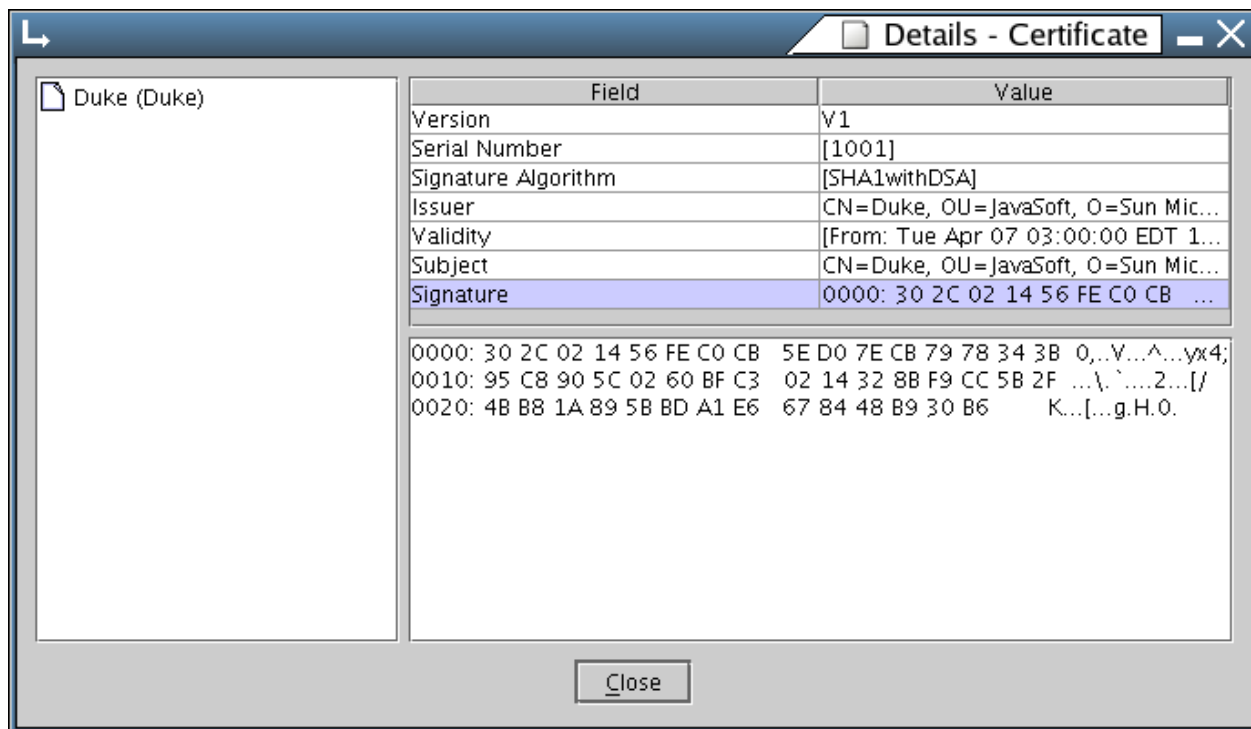 Details - Certificate
Duke (Duke)
Field Value
Version V1
Serial Number [1001]
Signature Algorithm [SHA1withDSA]
Issuer CN=Duke, OU=JavaSoft, O=Sun Mic...
Validity [From: Tue Apr 07 03:00:00 EDT 1...
Subject CN=Duke, OU=JavaSoft, O=Sun Mic...
Signature 0000: 30 2C 02 14 56 FE C0 CB ...
0000: 30 2C 02 14 56 FE C0 CB 5E D0 7E CB 79 78 34 3B 0,..V...^...yx4;
0010: 95 C8 90 5C 02 60 BF C3 02 14 32 8B F9 CC 5B 2F ...\.`....2...[/
0020: 4B B8 1A 89 5B BD A1 E6 67 84 48 B9 30 B6 K...[...g.H.0.
Close